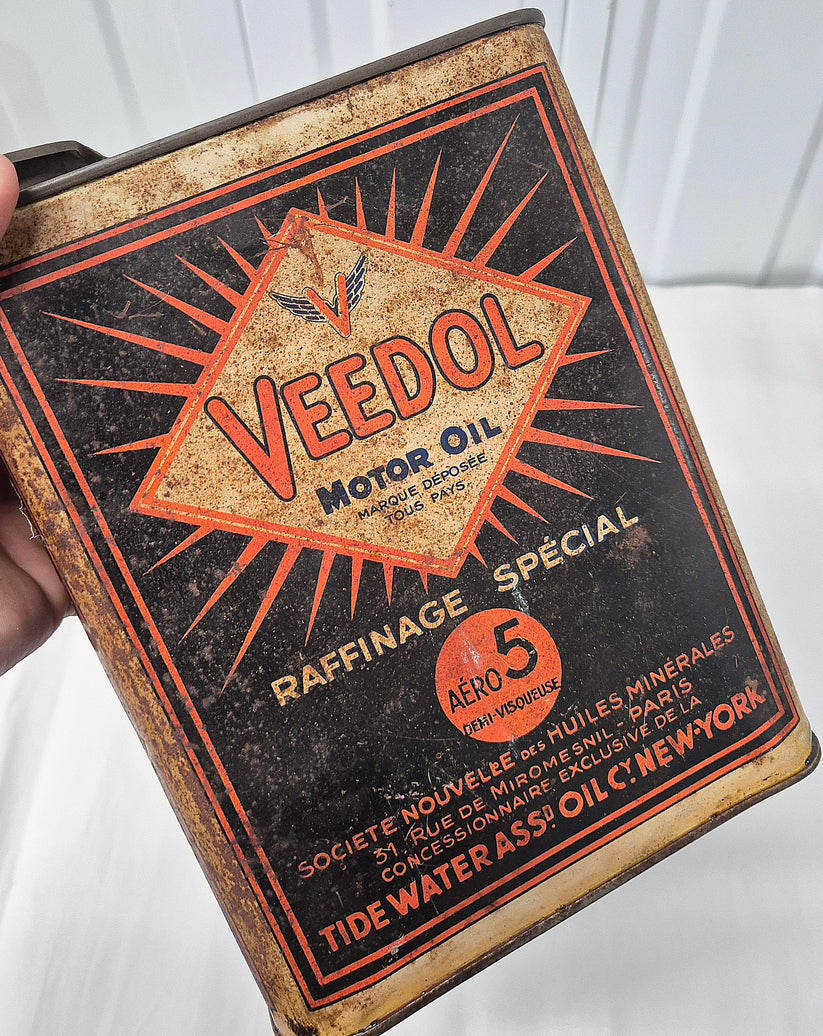 V
VEEDOL
MOTOR OIL
MARQUE DÉPOSÉE
TOUS PAYS
RAFFINAGE SPÉCIAL
AÉRO 5
DEMI-VISQUEUSE
SOCIETE NOUVELLE DES HUILES MINÉRALES
31, RUE DE MIROMESNIL - PARIS
CONCESSIONNAIRE EXCLUSIVE DE LA
TIDE WATER ASSD OIL CY. NEW-YORK